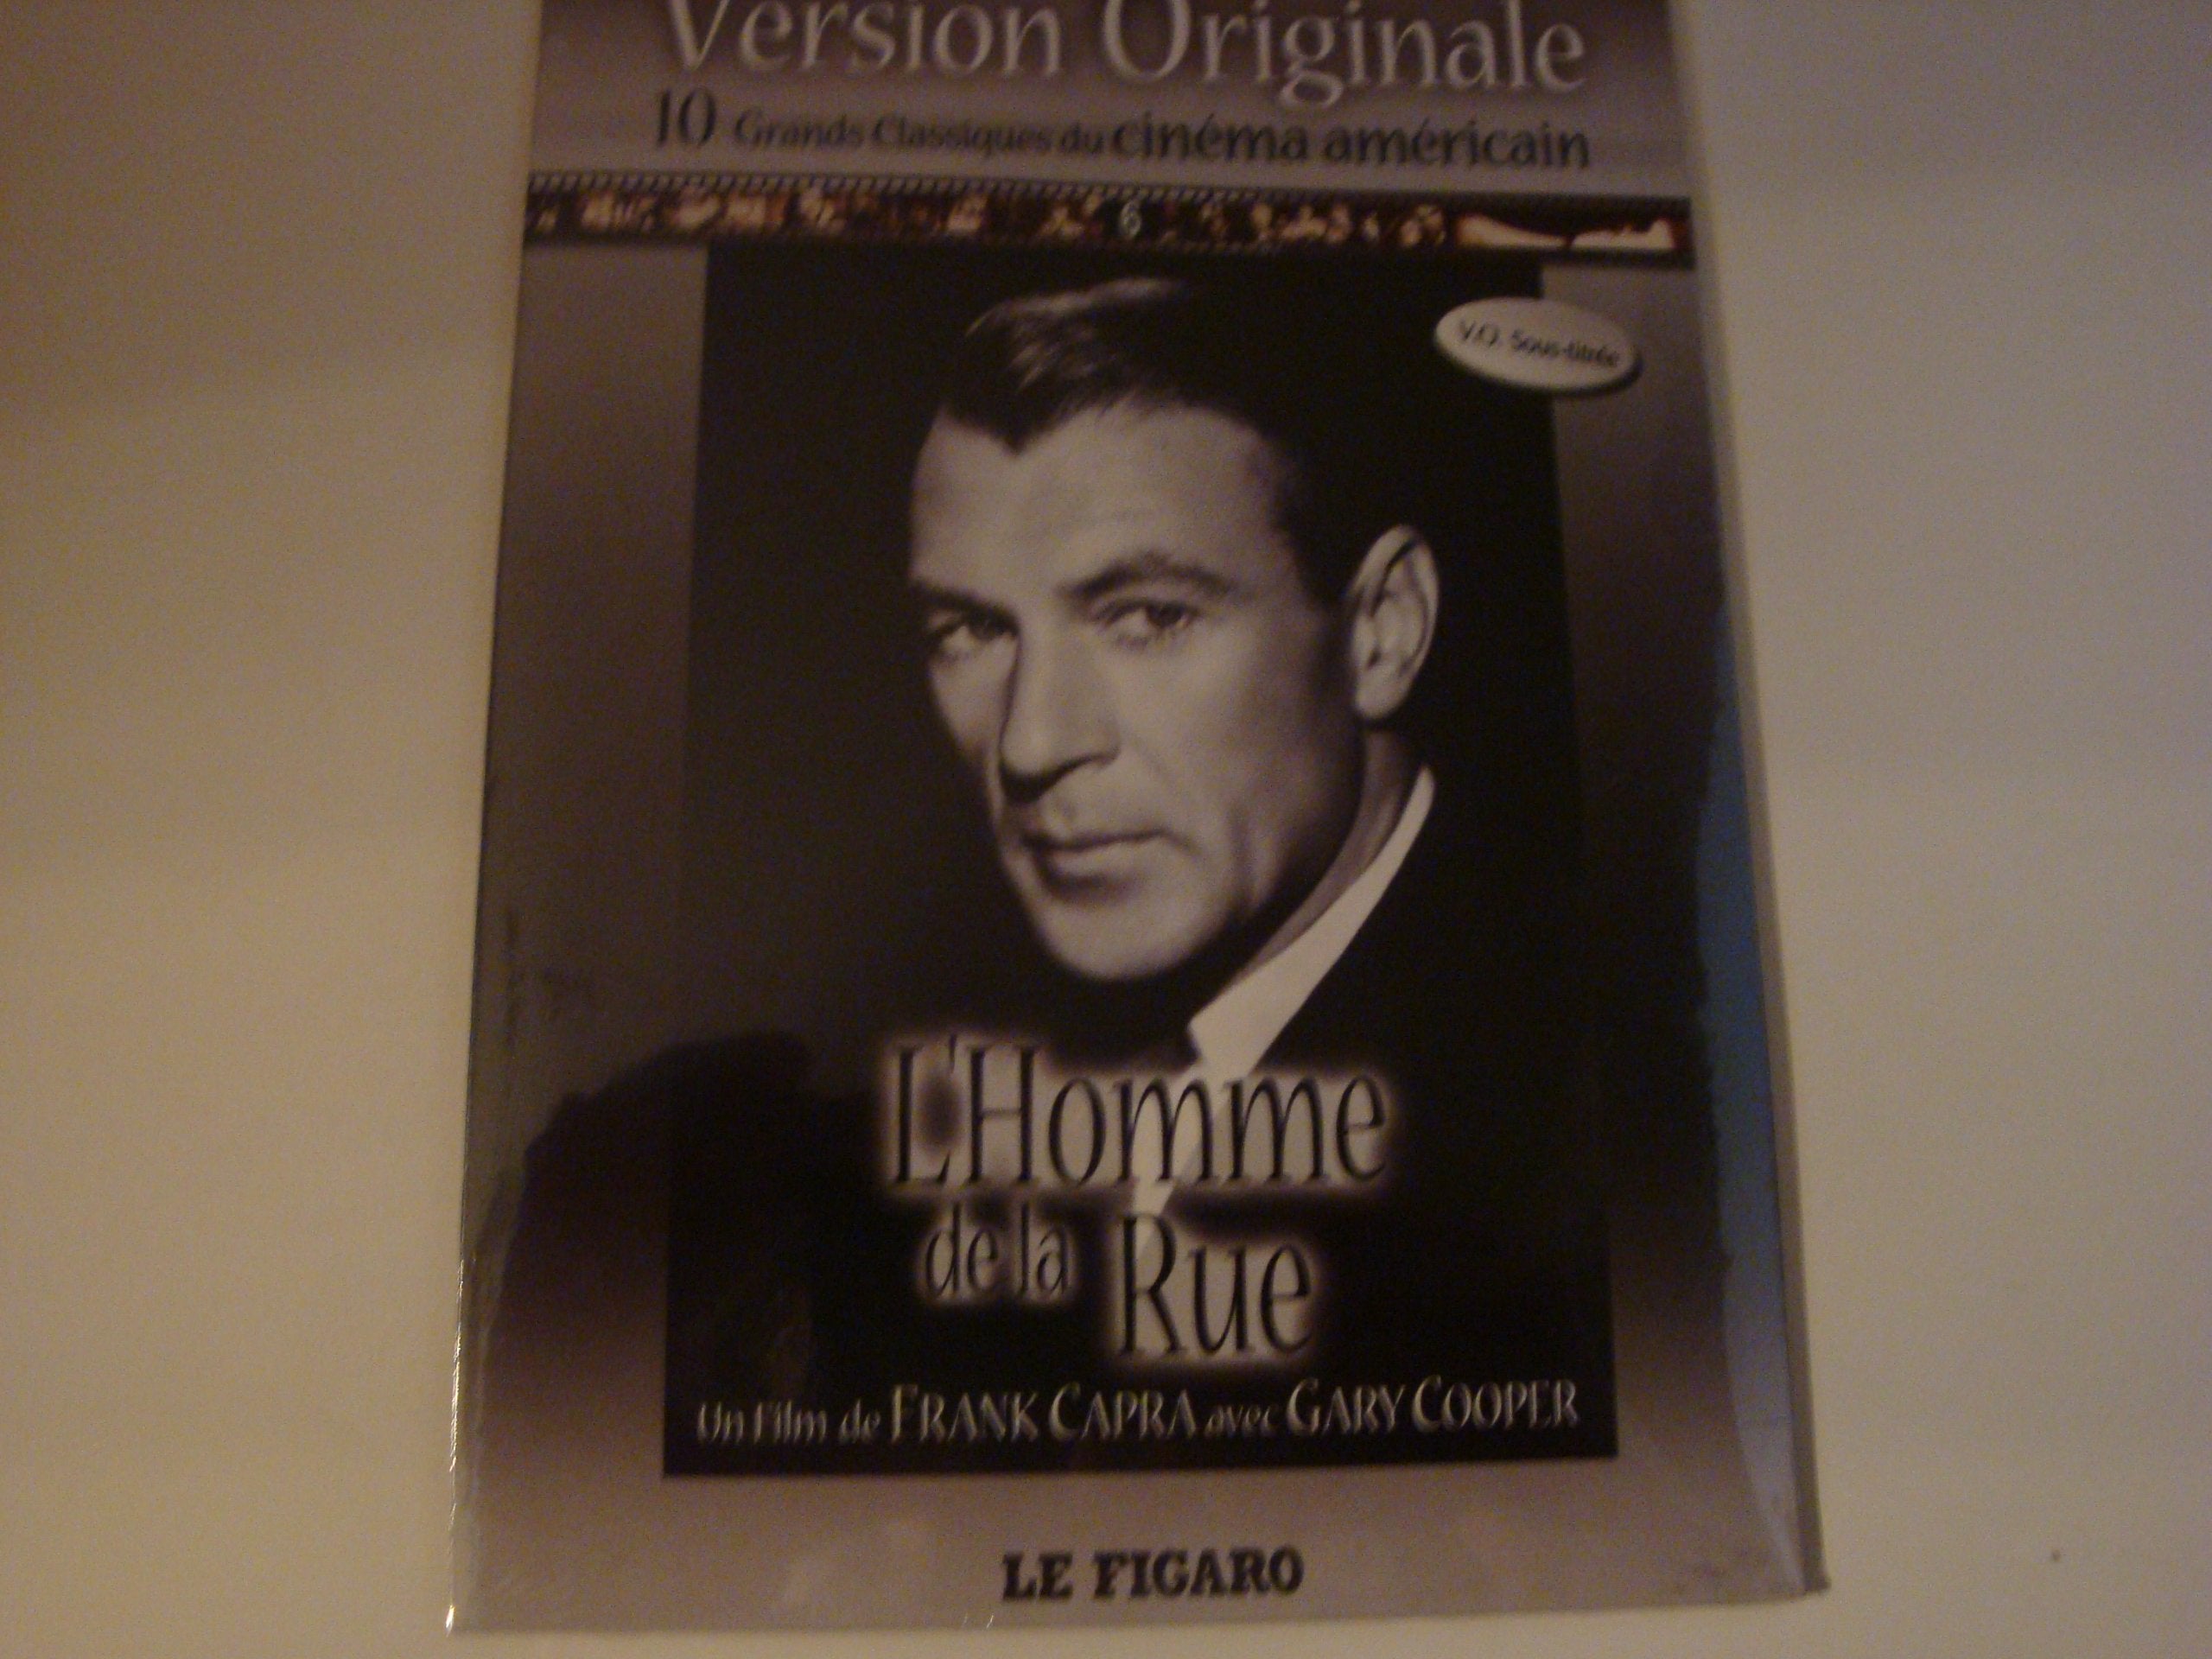 Version Originale
10 Grands Classiques du cinéma américain
6
V.O. Sous-titrée
L'Homme
de la Rue
Un Film de FRANK CAPRA avec GARY COOPER
LE FIGARO